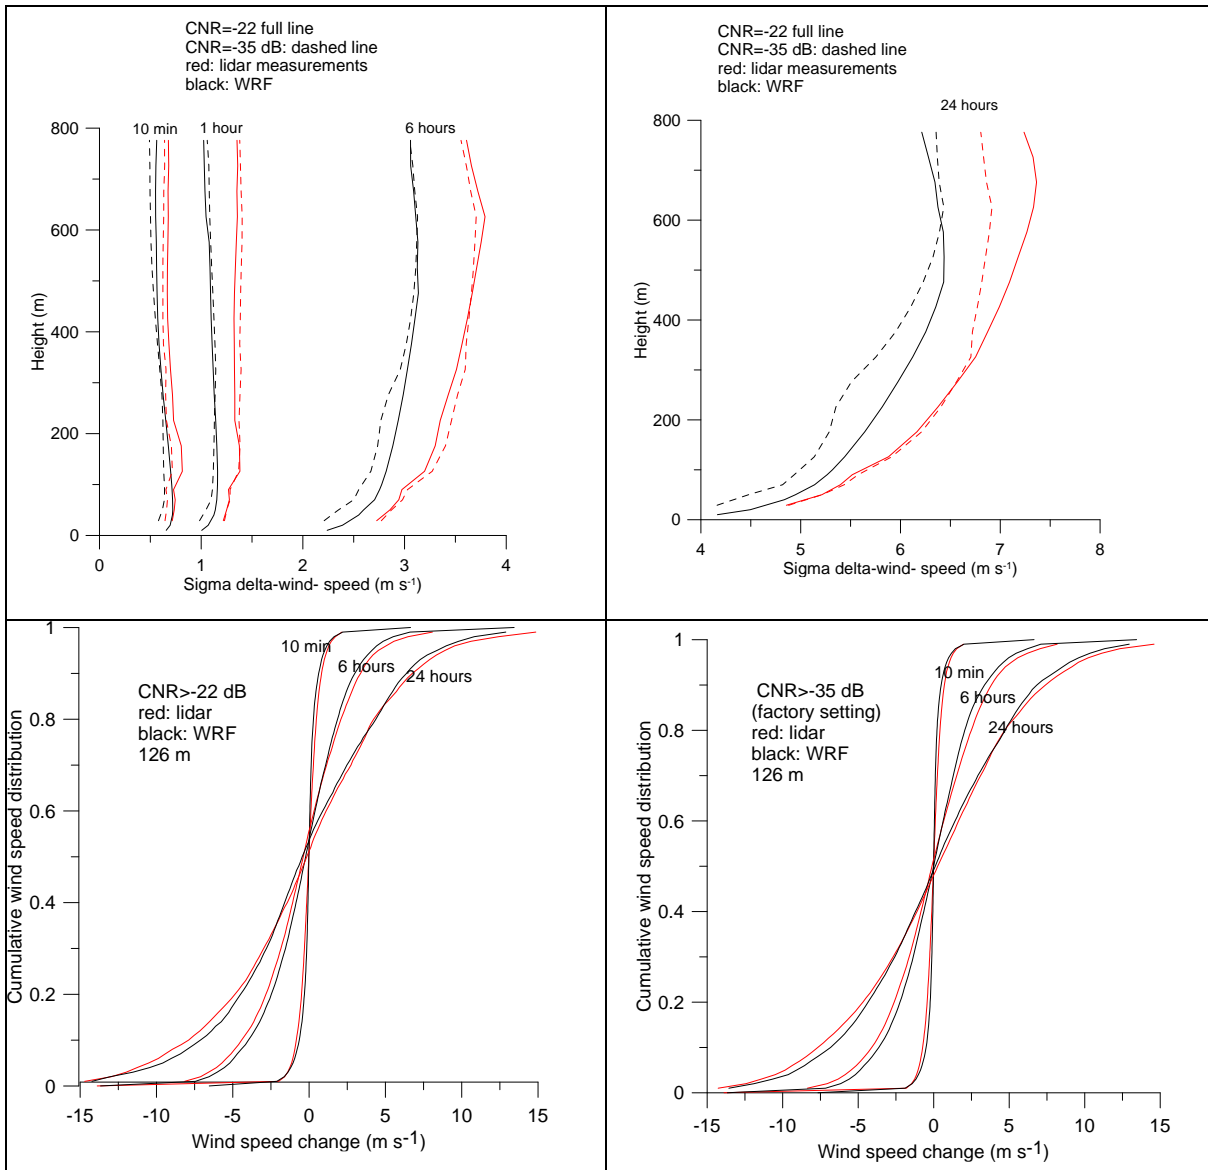 CNR=-22 full line
CNR=-35 dB: dashed line
red: lidar measurements
black: WRF
10 min 1 hour 6 hours
800
600
400
200
0
Height (m)
0 1 2 3 4
Sigma delta-wind- speed (m s-1)
CNR=-22 full line
CNR=-35 dB: dashed line
red: lidar measurements
black: WRF
24 hours
800
600
400
200
0
Height (m)
4 5 6 7 8
Sigma delta-wind- speed (m s-1)
1
0.8
0.6
0.4
0.2
0
Cumulative wind speed distribution
10 min
6 hours
24 hours
CNR>-22 dB
red: lidar
black: WRF
126 m
-15 -10 -5 0 5 10 15
Wind speed change (m s-1)
1
0.8
0.6
0.4
0.2
0
Cumulative wind speed distribution
10 min
6 hours
24 hours
CNR>-35 dB
(factory setting)
red: lidar
black: WRF
126 m
-15 -10 -5 0 5 10 15
Wind speed change (m s-1)